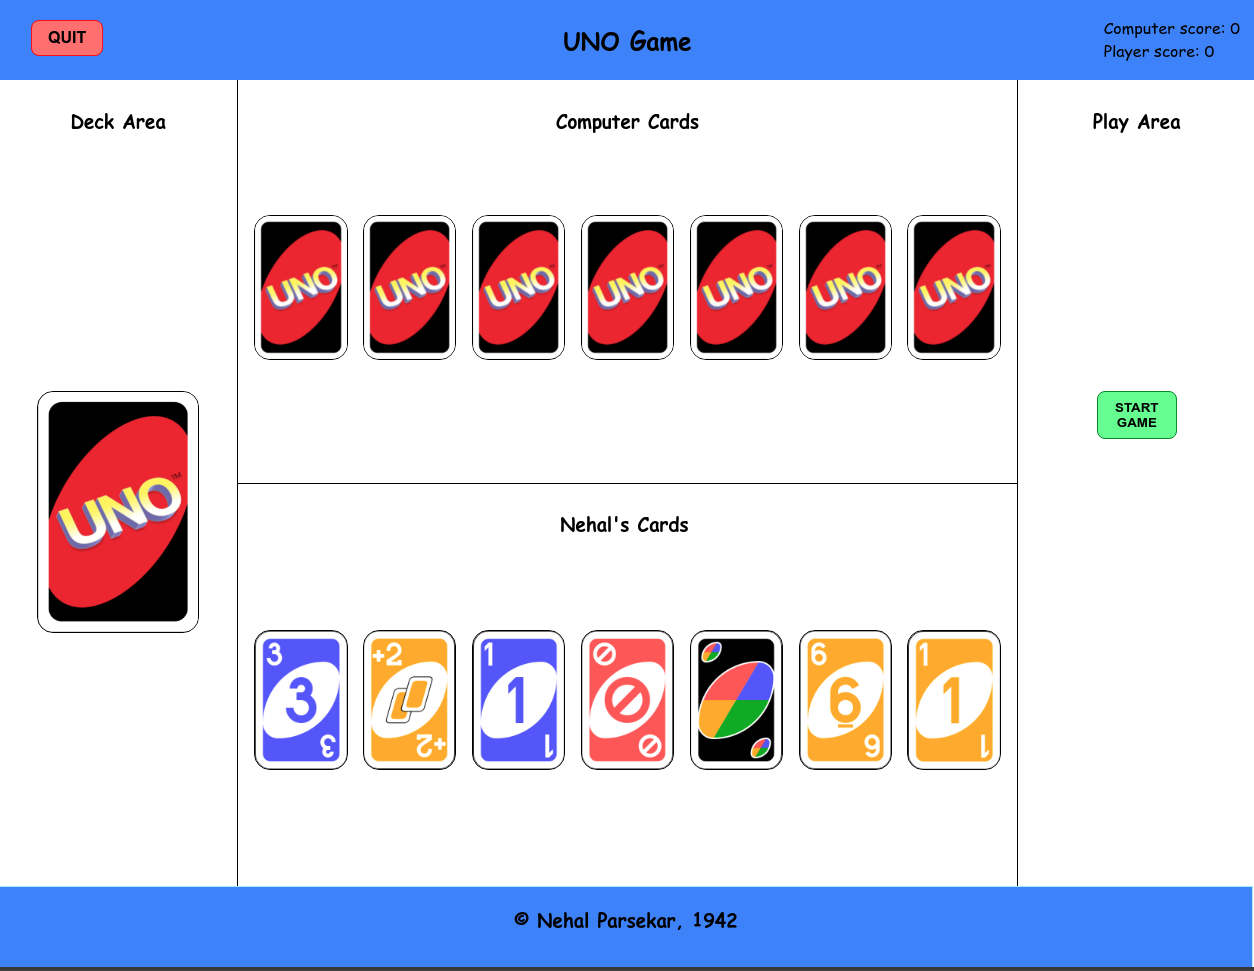 QUIT
UNO Game
Computer score: 0
Player score: 0
Deck Area
Computer Cards
Play Area
UNO
UNO
UNO
UNO
UNO
UNO
UNO
UNO™
START
GAME
Nehal's Cards
3
3
3
+2
+2
1
1
1
6
6
6
1
1
1
© Nehal Parsekar, 1942